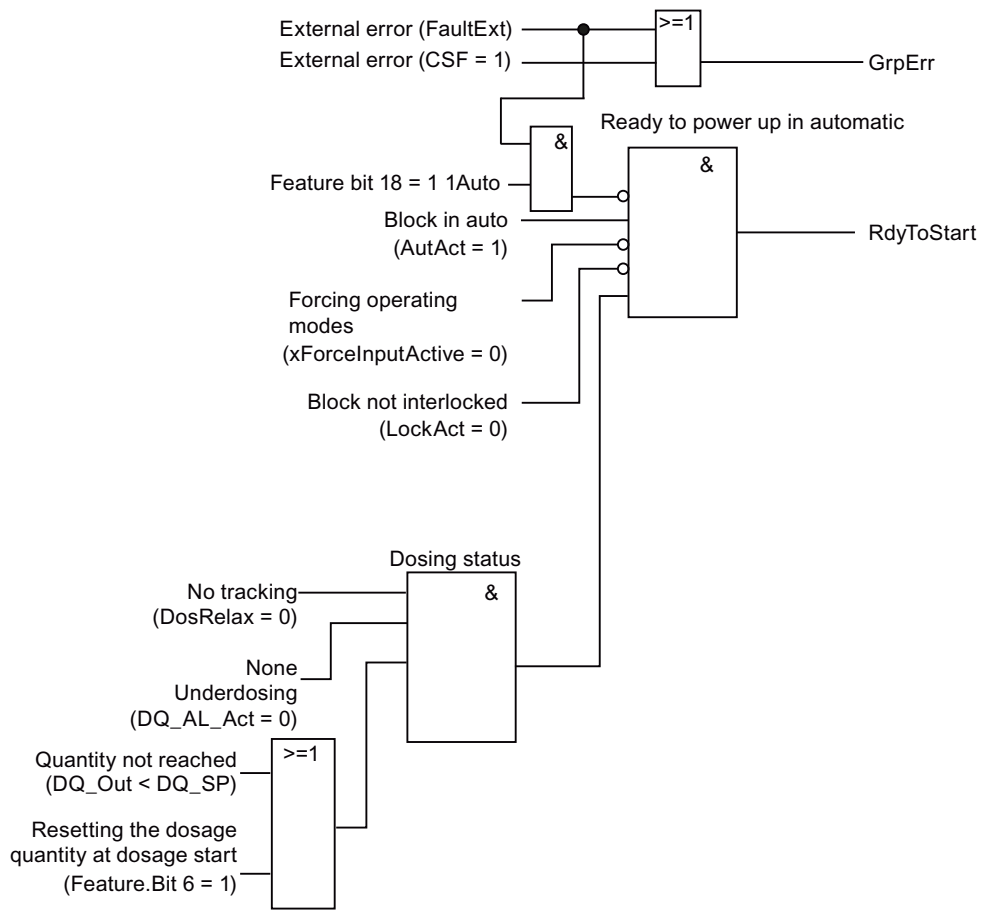 External error (FaultExt)
>=1
External error (CSF = 1)
GrpErr
Ready to power up in automatic
&
Feature bit 18 = 1 1Auto
&
Block in auto
(AutAct = 1)
RdyToStart
Forcing operating
modes
(xForceInputActive = 0)
Block not interlocked
(LockAct = 0)
Dosing status
&
No tracking
(DosRelax = 0)
None
Underdosing
(DQ_AL_Act = 0)
Quantity not reached
(DQ_Out < DQ_SP)
>=1
Resetting the dosage
quantity at dosage start
(Feature.Bit 6 = 1)